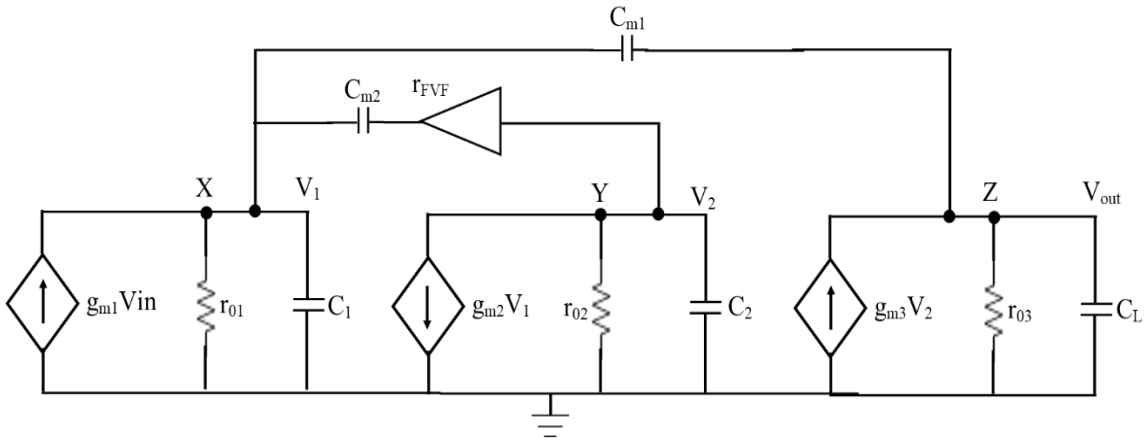 Cm1
Cm2
rFVF
X
V1
Y
V2
Z
Vout
gm1Vin
r01
C1
gm2V1
r02
C2
gm3V2
r03
CL